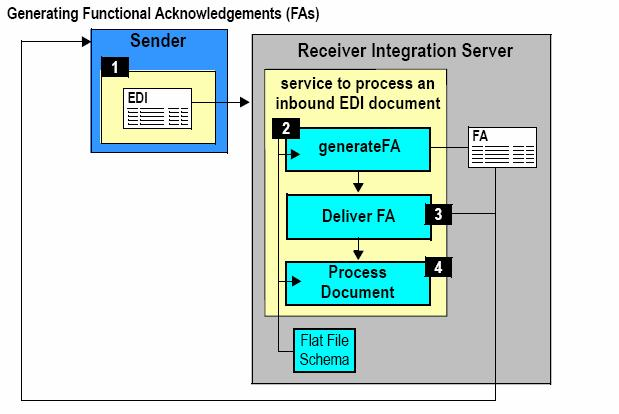 Generating Functional Acknowledgements (FAs)
Sender
1
EDI
Receiver Integration Server
service to process an
inbound EDI document
2
generateFA
FA
Deliver FA
3
4
Process
Document
Flat File
Schema